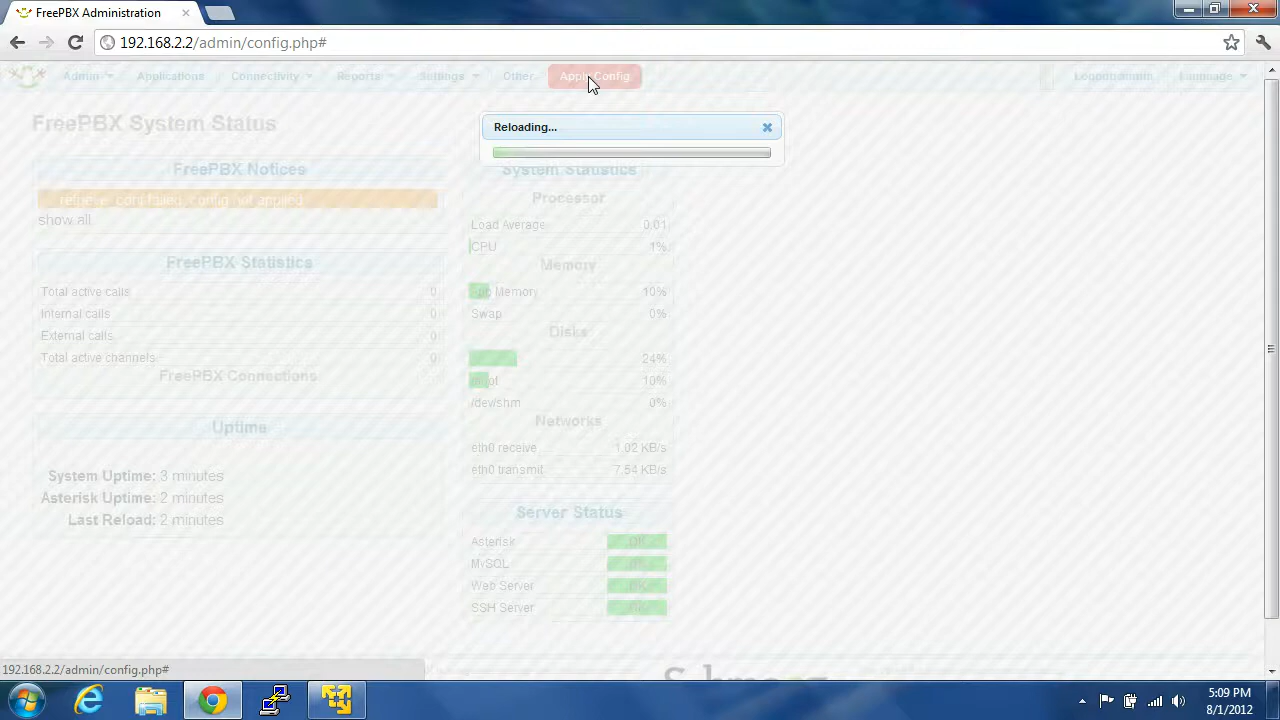 FreePBX Administration
192.168.2.2/admin/config.php#
Admin Applications Connectivity Reports Settings Other Apply Config Language
Reloading...
FreePBX System Status
FreePBX Notices
retrieve_conf failed, config not applied
show all
FreePBX Statistics
Total active calls 0
Internal calls 0
External calls 0
Total active channels 0
FreePBX Connections
Uptime
System Uptime: 3 minutes
Asterisk Uptime: 2 minutes
Last Reload: 2 minutes
System Statistics
Processor
Load Average 0.01
CPU 1%
Memory
App Memory 10%
Swap 0%
Disks
24%
10%
/dev/shm 0%
Networks
eth0 receive 1.02 KB/s
eth0 transmit 7.54 KB/s
Server Status
Asterisk OK
MySQL OK
Web Server OK
SSH Server OK
192.168.2.2/admin/config.php#
5:09 PM
8/1/2012